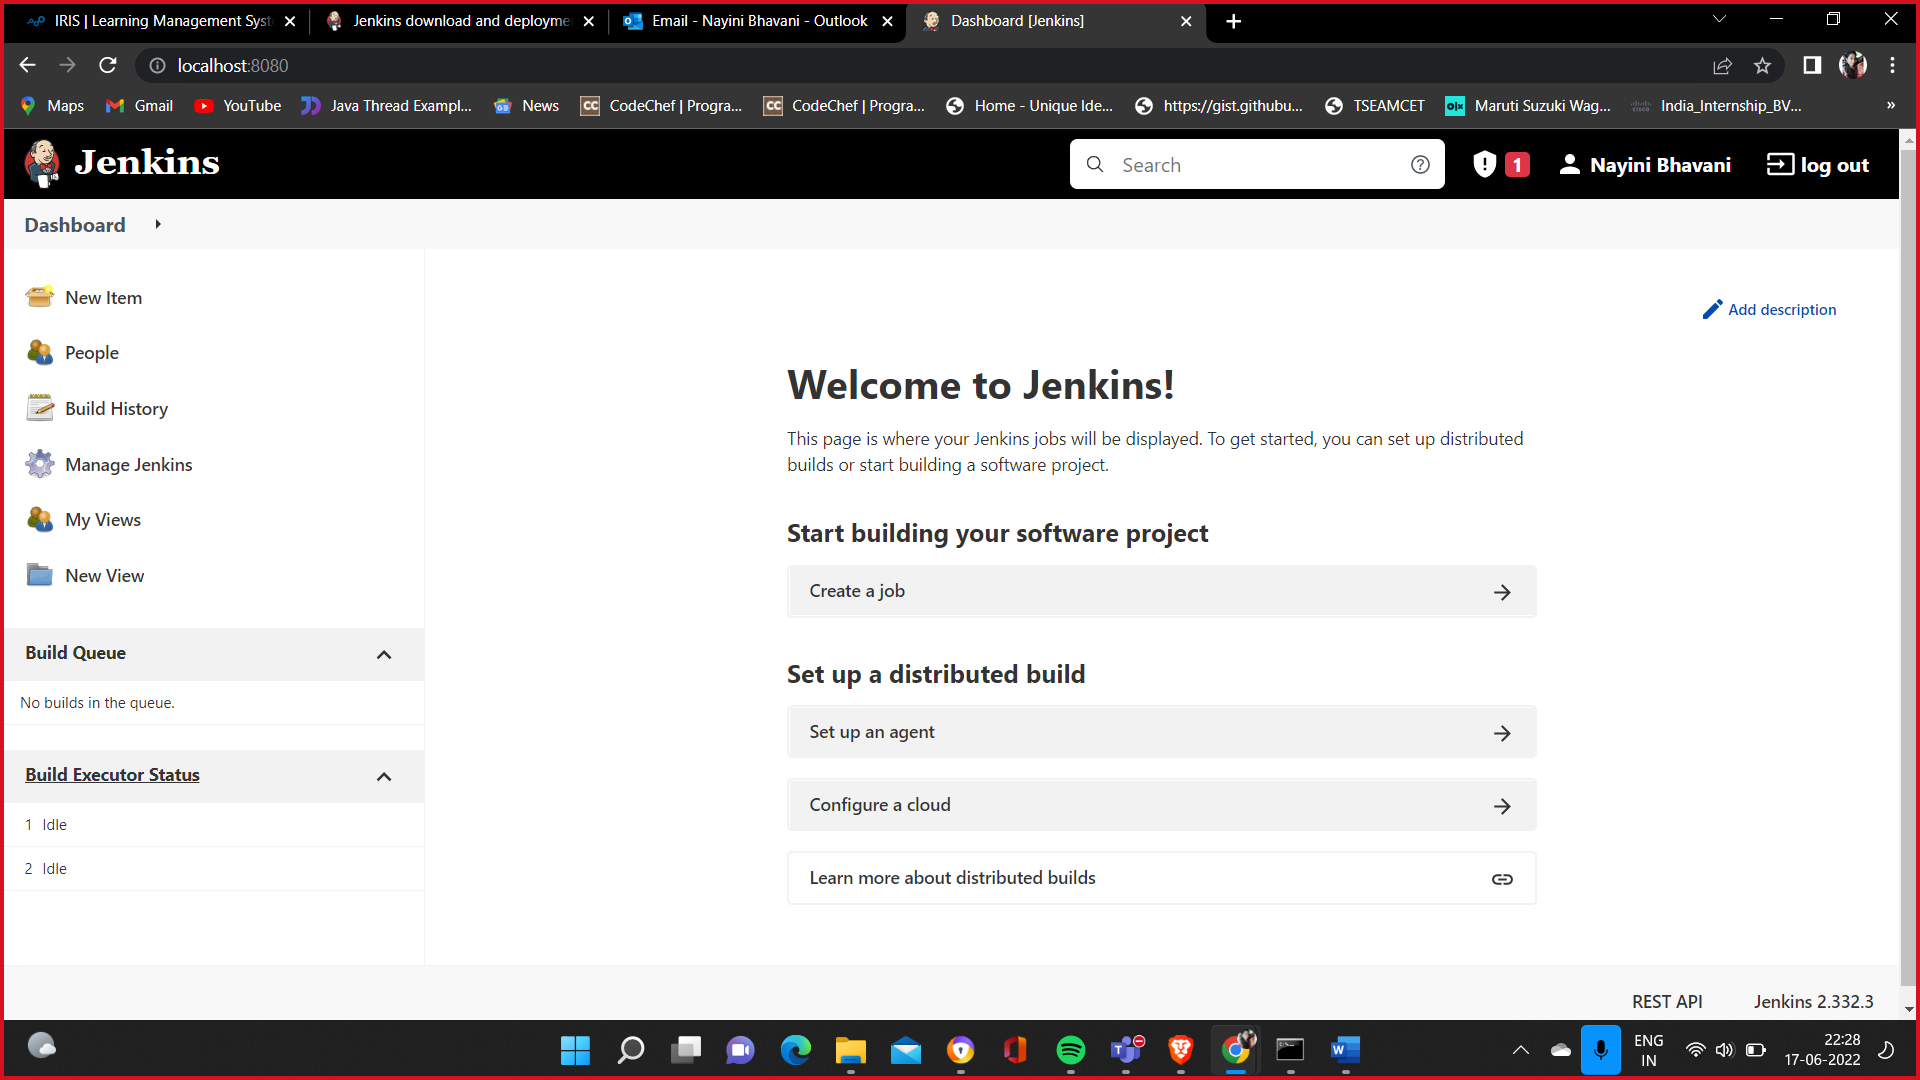 IRIS | Learning Management Syst
Jenkins download and deployme
Email - Nayini Bhavani - Outlook
Dashboard [Jenkins]
localhost:8080
Maps
Gmail
YouTube
Java Thread Exampl...
News
CC
CodeChef | Progra...
CC
CodeChef | Progra...
Home - Unique Ide...
https://gist.githubu...
TSEAMCET
Maruti Suzuki Wag...
India_Internship_BV...
»
Jenkins
Search
1
Nayini Bhavani
log out
Dashboard
New Item
People
Build History
Manage Jenkins
My Views
New View
Build Queue
No builds in the queue.
Build Executor Status
1 Idle
2 Idle
Add description
Welcome to Jenkins!
This page is where your Jenkins jobs will be displayed. To get started, you can set up distributed
builds or start building a software project.
Start building your software project
Create a job
Set up a distributed build
Set up an agent
Configure a cloud
Learn more about distributed builds
REST API
Jenkins 2.332.3
ENG
IN
22:28
17-06-2022